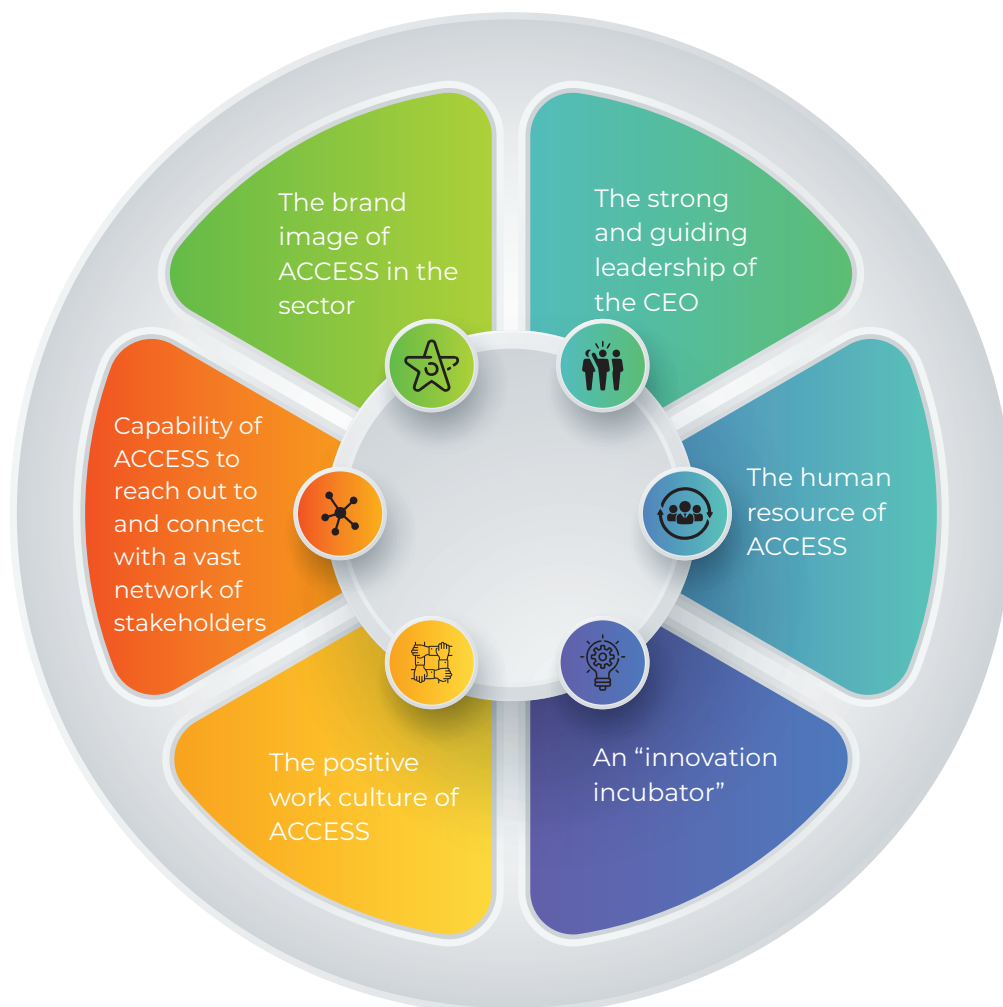 The brand
image of
ACCESS in the
sector
The strong
and guiding
leadership of
the CEO
Capability of
ACCESS to
reach out to
and connect
with a vast
network of
stakeholders
The human
resource of
ACCESS
The positive
work culture of
ACCESS
An “innovation
incubator”